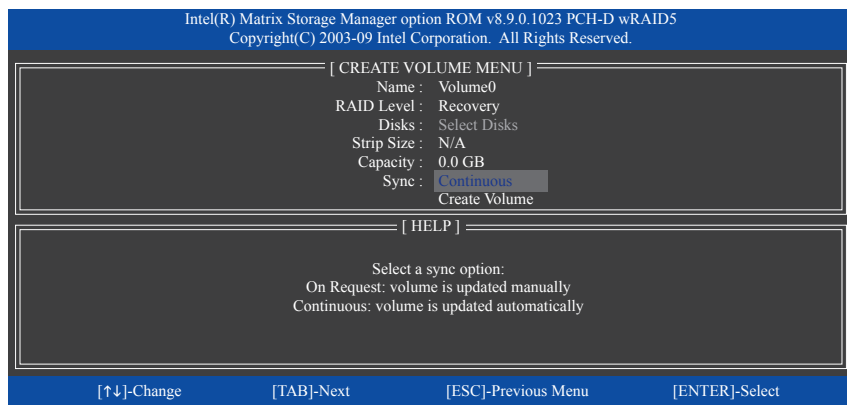 Intel(R) Matrix Storage Manager option ROM v8.9.0.1023 PCH-D wRAID5
Copyright(C) 2003-09 Intel Corporation. All Rights Reserved.
[ CREATE VOLUME MENU ]
Name : Volume0
RAID Level : Recovery
Disks : Select Disks
Strip Size : N/A
Capacity : 0.0 GB
Sync : Continuous
Create Volume
[ HELP ]
Select a sync option:
On Request: volume is updated manually
Continuous: volume is updated automatically
[↑↓]-Change [TAB]-Next [ESC]-Previous Menu [ENTER]-Select